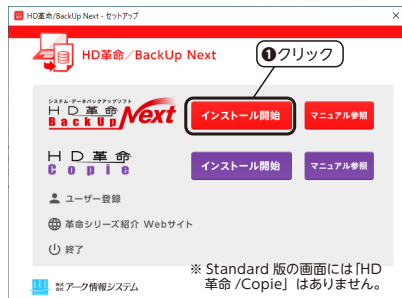 HD革命/BackUp Next - セットアップ
HD革命/BackUp Next
❶クリック
システム・データバックアップソフト
HD革命
BackUp Next
インストール開始
マニュアル参照
HD革命
Copie
インストール開始
マニュアル参照
ユーザー登録
革命シリーズ紹介 Webサイト
終了
※ Standard 版の画面には「HD
革命 /Copie」はありません。
株式会社アーク情報システム